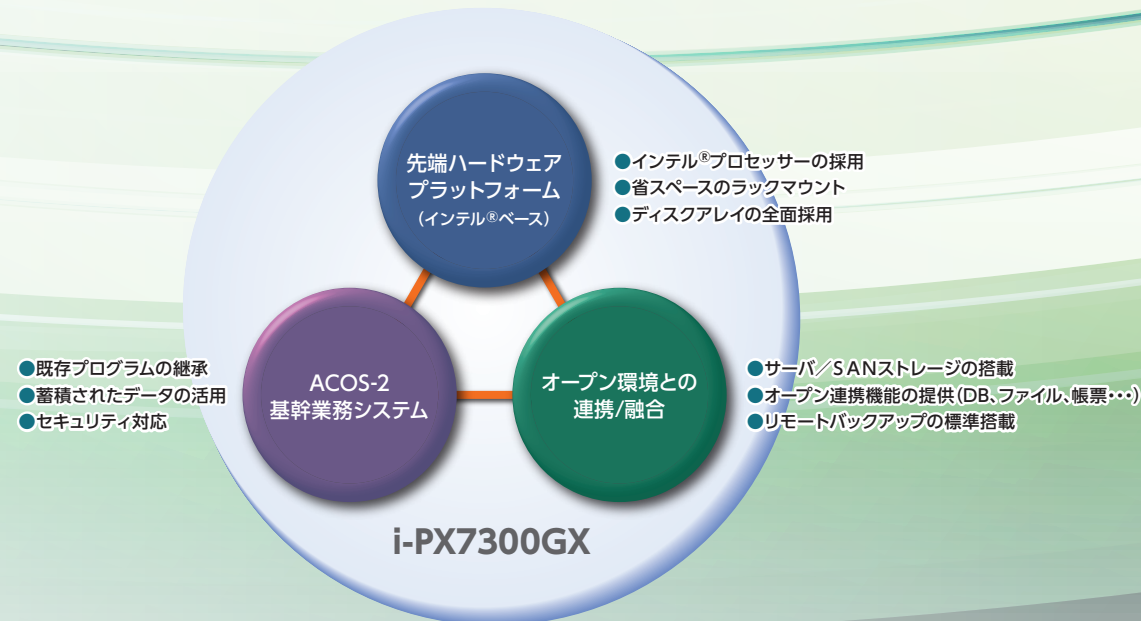 先端ハードウェア
プラットフォーム
（インテル®ベース）
●インテル®プロセッサーの採用
●省スペースのラックマウント
●ディスクアレイの全面採用
●既存プログラムの継承
●蓄積されたデータの活用
●セキュリティ対応
ACOS-2
基幹業務システム
オープン環境との
連携/融合
●サーバ／SANストレージの搭載
●オープン連携機能の提供（DB、ファイル、帳票・・・）
●リモートバックアップの標準搭載
i-PX7300GX